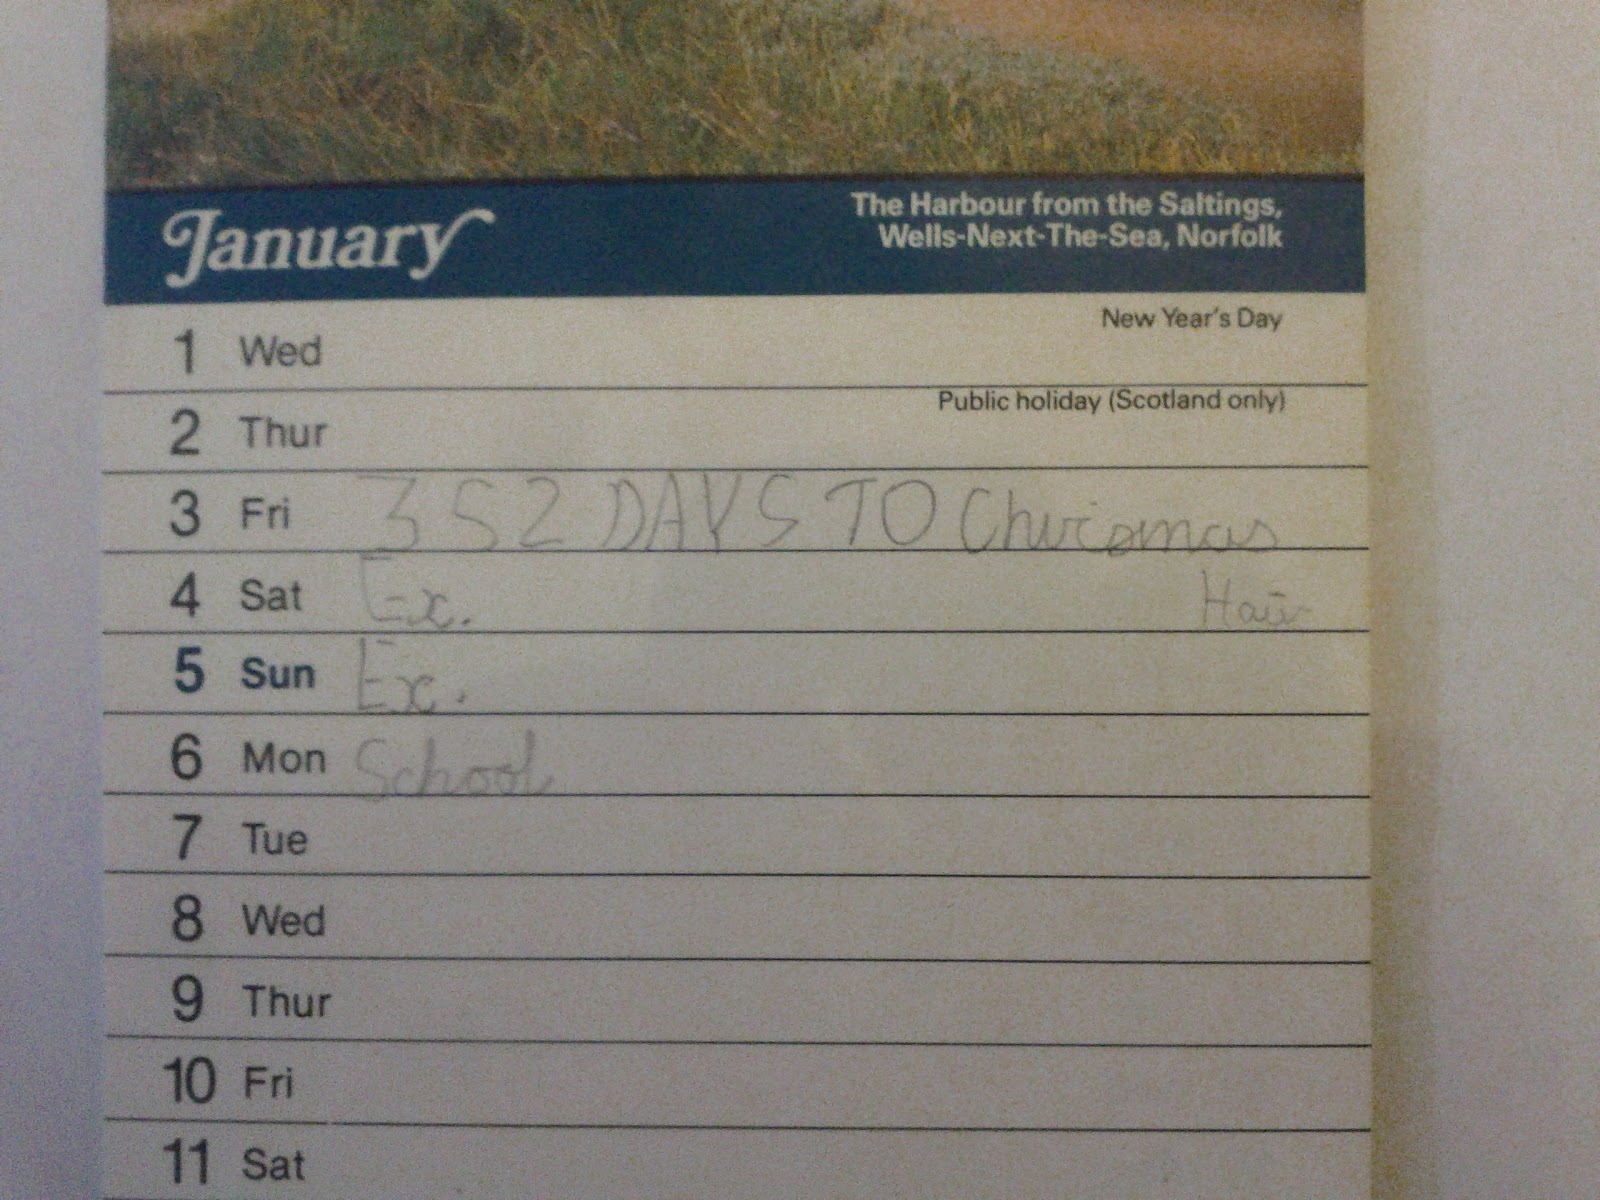 January
The Harbour from the Saltings,
Wells-Next-The-Sea, Norfolk
1 Wed New Year's Day
2 Thur Public holiday (Scotland only)
3 Fri 352 DAYS TO Chrismas
4 Sat Ex. Hair
5 Sun Ex.
6 Mon School
7 Tue
8 Wed
9 Thur
10 Fri
11 Sat